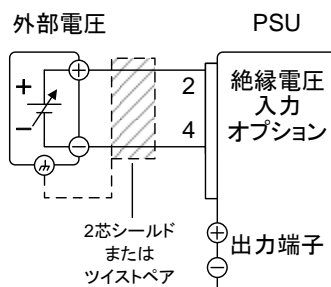 外部電圧
PSU
+
−
2
4
絶縁電圧
入力
オプション
2芯シールド
または
ツイストペア
+
出力端子
−